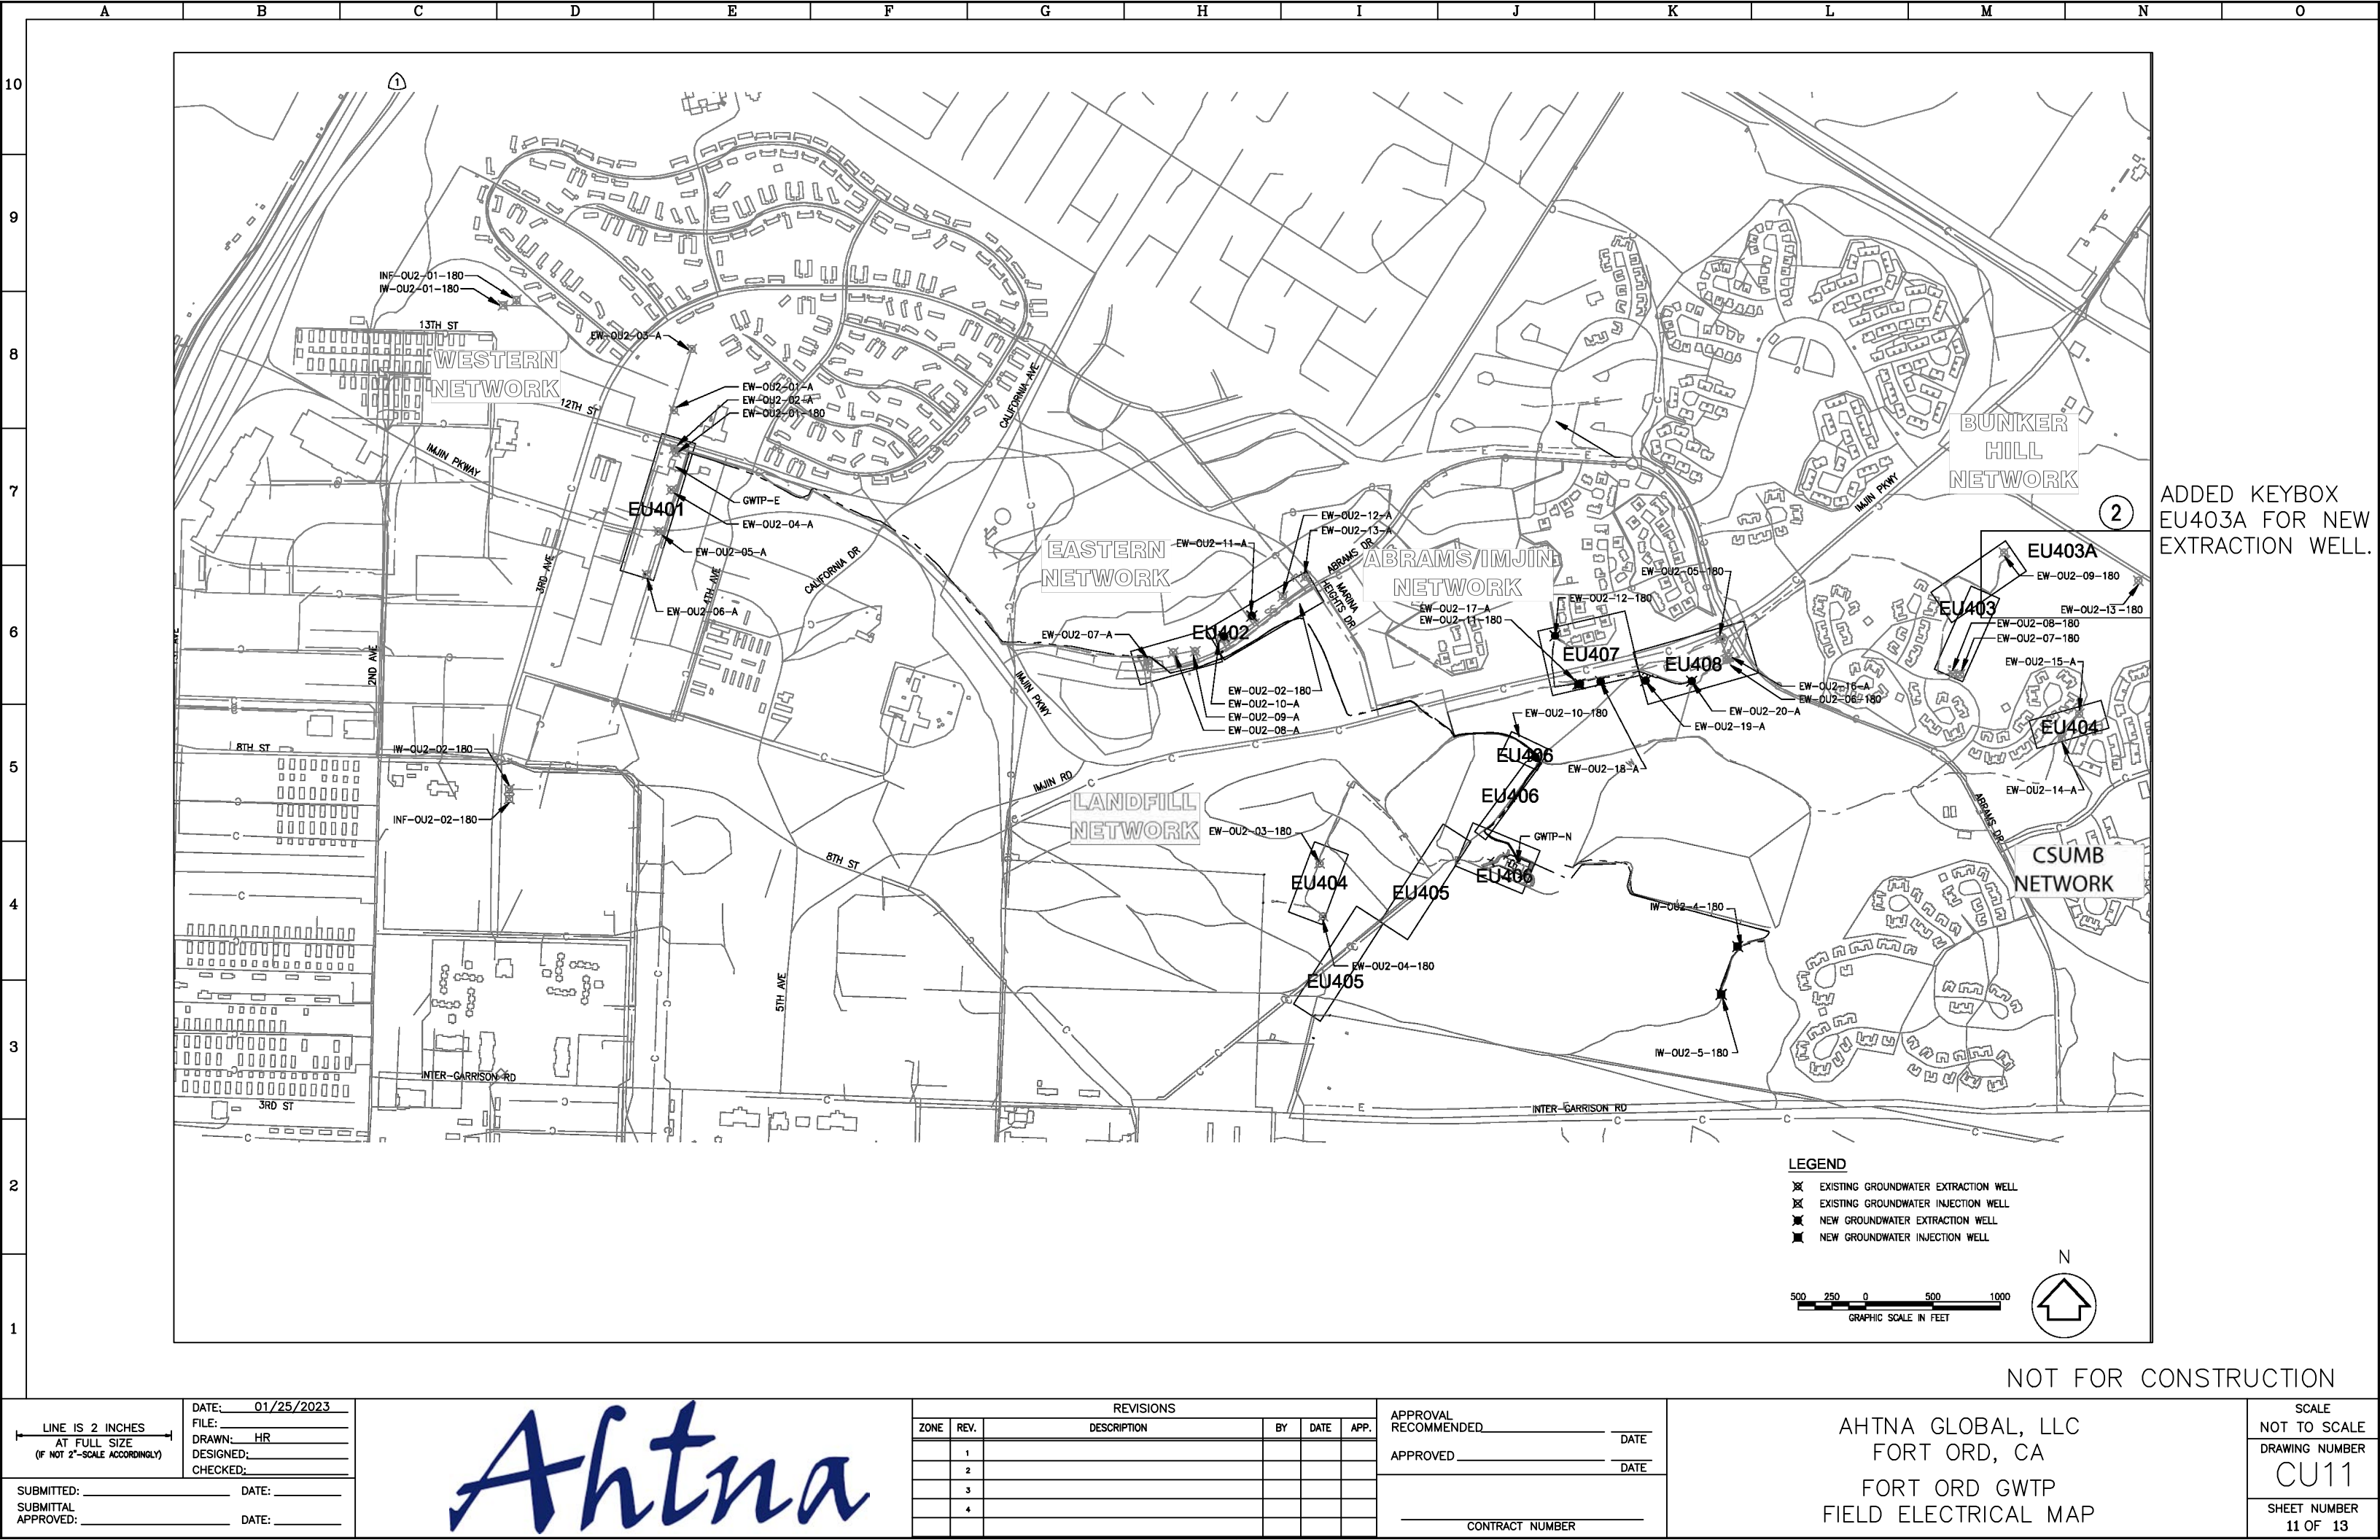 A B C D E F G H I J K L M N O
10
9
8
7
6
5
4
3
2
1
1
INF-OU2-01-180
IW-OU2-01-180
13TH ST
WESTERN
NETWORK
EW-OU2-03-A
EW-OU2-01-A
EW-OU2-02-A
EW-OU2-01-180
12TH ST
IMJIN PKWAY
CALIFORNIA AVE
EU401
GWTP-E
EW-OU2-04-A
EW-OU2-05-A
EW-OU2-06-A
3RD AVE
4TH AVE
CALIFORNIA DR
2ND AVE
EASTERN
NETWORK
EW-OU2-11-A
EW-OU2-12-A
EW-OU2-13-A
ABRAMS DR
MARINA
HEIGHTS DR
ABRAMS/IMJIN
NETWORK
EW-OU2-07-A
EU402
EW-OU2-02-180
EW-OU2-10-A
EW-OU2-09-A
EW-OU2-08-A
IMJIN PKWY
EW-OU2-17-A
EW-OU2-11-180
EW-OU2-12-180
EW-OU2-05-180
EU407
EU408
EW-OU2-16-A
EW-OU2-06-180
EW-OU2-20-A
EW-OU2-19-A
EW-OU2-18-A
IMJIN PKWY
BUNKER
HILL
NETWORK
2
ADDED KEYBOX
EU403A FOR NEW
EXTRACTION WELL.
EU403A
EW-OU2-09-180
EU403
EW-OU2-13-180
EW-OU2-08-180
EW-OU2-07-180
EW-OU2-15-A
EU404
EW-OU2-14-A
ABRAMS DR
CSUMB
NETWORK
8TH ST
IW-OU2-02-180
INF-OU2-02-180
IMJIN RD
LANDFILL
NETWORK
EW-OU2-10-180
EU406
EU406
GWTP-N
EU406
EW-OU2-03-180
EU404
EU405
EW-OU2-04-180
EU405
8TH ST
5TH AVE
IW-OU2-4-180
IW-OU2-5-180
INTER-GARRISON RD
3RD ST
INTER-GARRISON RD
LEGEND
EXISTING GROUNDWATER EXTRACTION WELL
EXISTING GROUNDWATER INJECTION WELL
NEW GROUNDWATER EXTRACTION WELL
NEW GROUNDWATER INJECTION WELL
N
500 250 0 500 1000
GRAPHIC SCALE IN FEET
NOT FOR CONSTRUCTION
LINE IS 2 INCHES
AT FULL SIZE
(IF NOT 2"-SCALE ACCORDINGLY)
DATE: 01/25/2023
FILE:
DRAWN: HR
DESIGNED:
CHECKED:
SUBMITTED: DATE:
SUBMITTAL
APPROVED: DATE:
Ahtna
REVISIONS
ZONE REV. DESCRIPTION BY DATE APP.
1
2
3
4
APPROVAL
RECOMMENDED
DATE
APPROVED
DATE
CONTRACT NUMBER
AHTNA GLOBAL, LLC
FORT ORD, CA
FORT ORD GWTP
FIELD ELECTRICAL MAP
SCALE
NOT TO SCALE
DRAWING NUMBER
CU11
SHEET NUMBER
11 OF 13